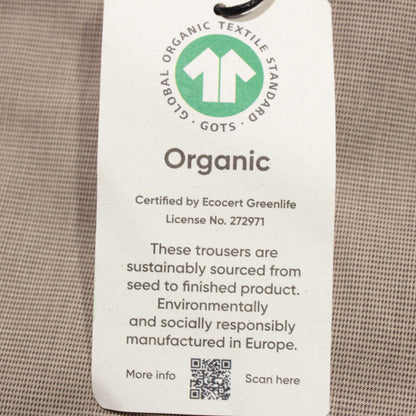 GLOBAL ORGANIC TEXTILE STANDARD
· GOTS ·
Organic
Certified by Ecocert Greenlife
License No. 272971
These trousers are
sustainably sourced from
seed to finished product.
Environmentally
and socially responsibly
manufactured in Europe.
More info Scan here